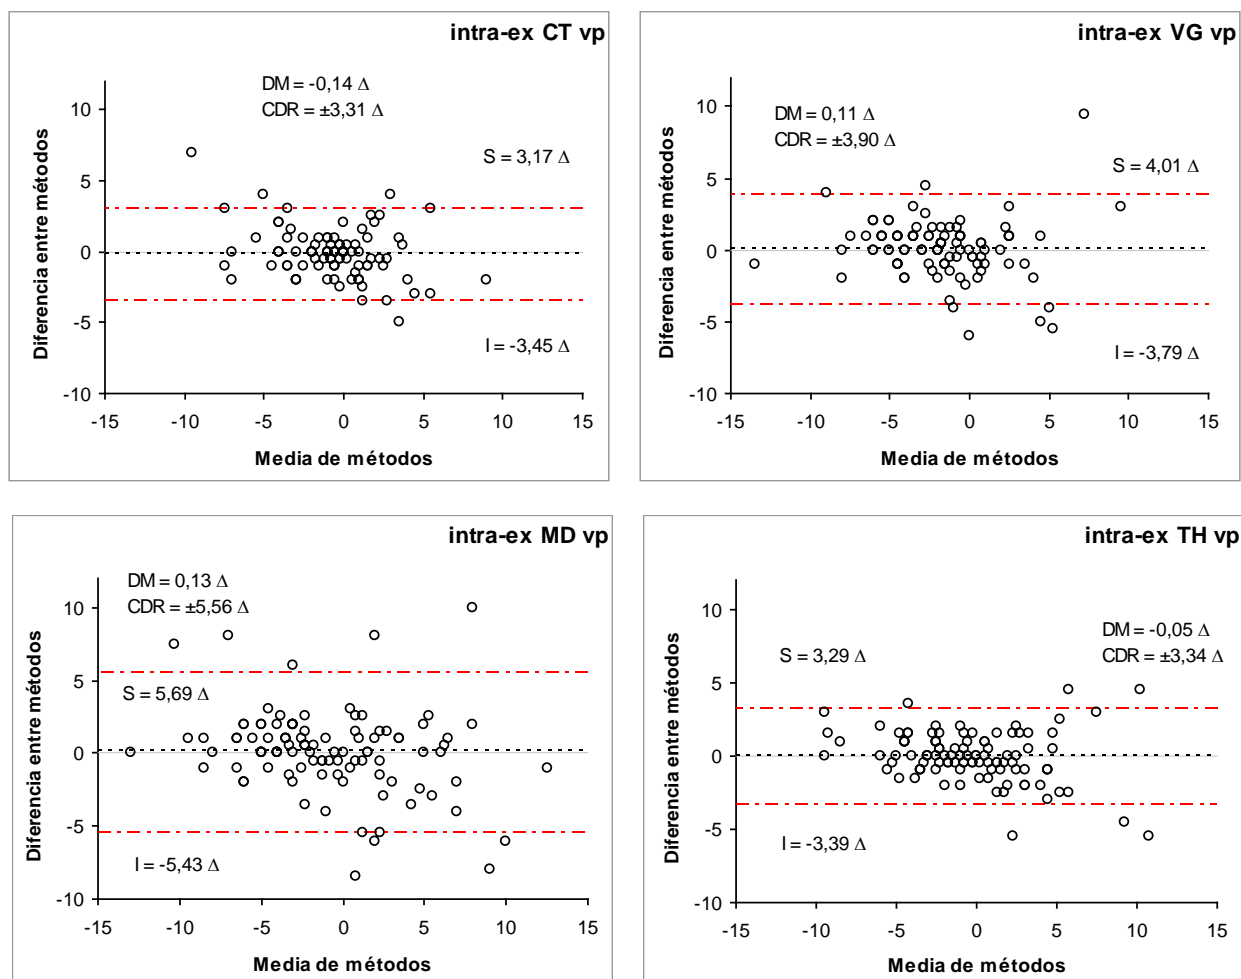 intra-ex CT vp
DM = -0,14 Δ
CDR = ±3,31 Δ
S = 3,17 Δ
I = -3,45 Δ
Diferencia entre métodos
10
5
0
-5
-10
-15
-10
-5
0
5
10
15
Media de métodos
intra-ex VG vp
DM = 0,11 Δ
CDR = ±3,90 Δ
S = 4,01 Δ
I = -3,79 Δ
Diferencia entre métodos
10
5
0
-5
-10
-15
-10
-5
0
5
10
15
Media de métodos
intra-ex MD vp
DM = 0,13 Δ
CDR = ±5,56 Δ
S = 5,69 Δ
I = -5,43 Δ
Diferencia entre métodos
10
5
0
-5
-10
-15
-10
-5
0
5
10
15
Media de métodos
intra-ex TH vp
DM = -0,05 Δ
CDR = ±3,34 Δ
S = 3,29 Δ
I = -3,39 Δ
Diferencia entre métodos
10
5
0
-5
-10
-15
-10
-5
0
5
10
15
Media de métodos